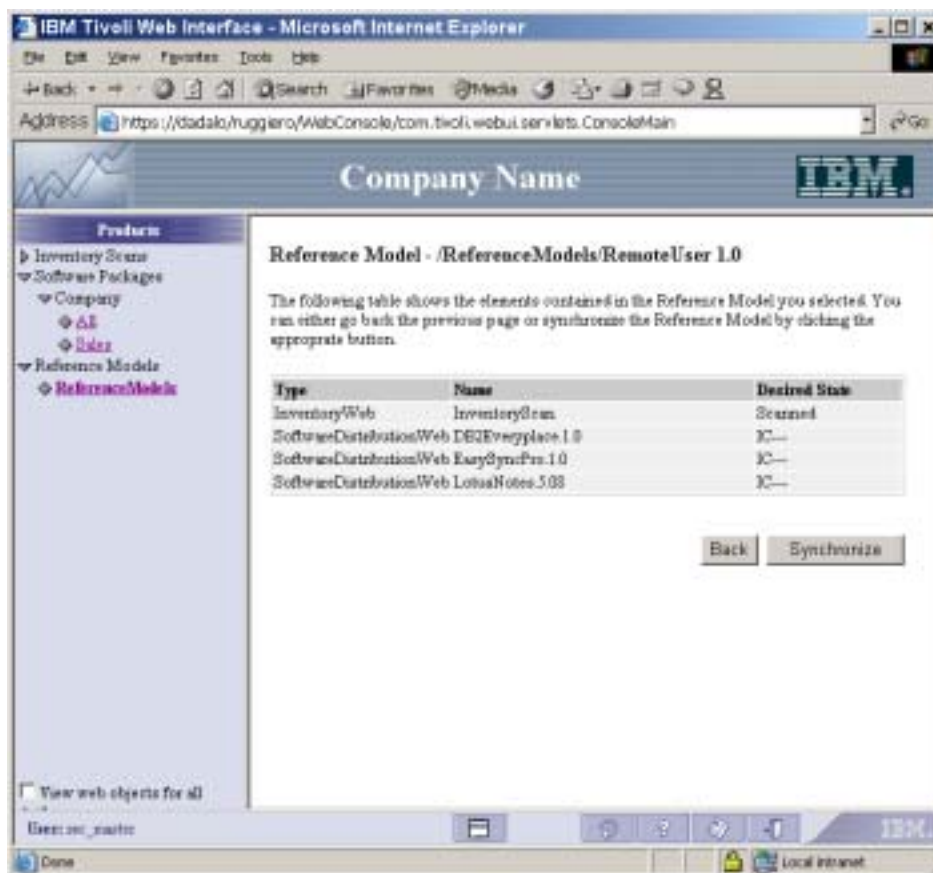 IBM Tivoli Web Interface - Microsoft Internet Explorer
File Edit View Favorites Tools Help
Back Search Favorites Media
Address https://dadalo/ruggiero/WebConsole/com.tivoli.webui.servlets.ConsoleMain Go
Company Name IBM.
Products
Inventory Scans
Software Packages
Company
All
Sales
Reference Models
ReferenceModels
Reference Model - /ReferenceModels/RemoteUser 1.0
The following table shows the elements contained in the Reference Model you selected. You
can either go back the previous page or synchronize the Reference Model by clicking the
approprate button.
Type Name Desired State
InventoryWeb InventoryScan Scanned
SoftwareDistributionWeb DB2Everyplace.1.0 IC---
SoftwareDistributionWeb EasySyncPro.1.0 IC---
SoftwareDistributionWeb LotusNotes.5.08 IC---
Back Synchronize
View web objects for all
User: sec_master IBM.
Done Local intranet